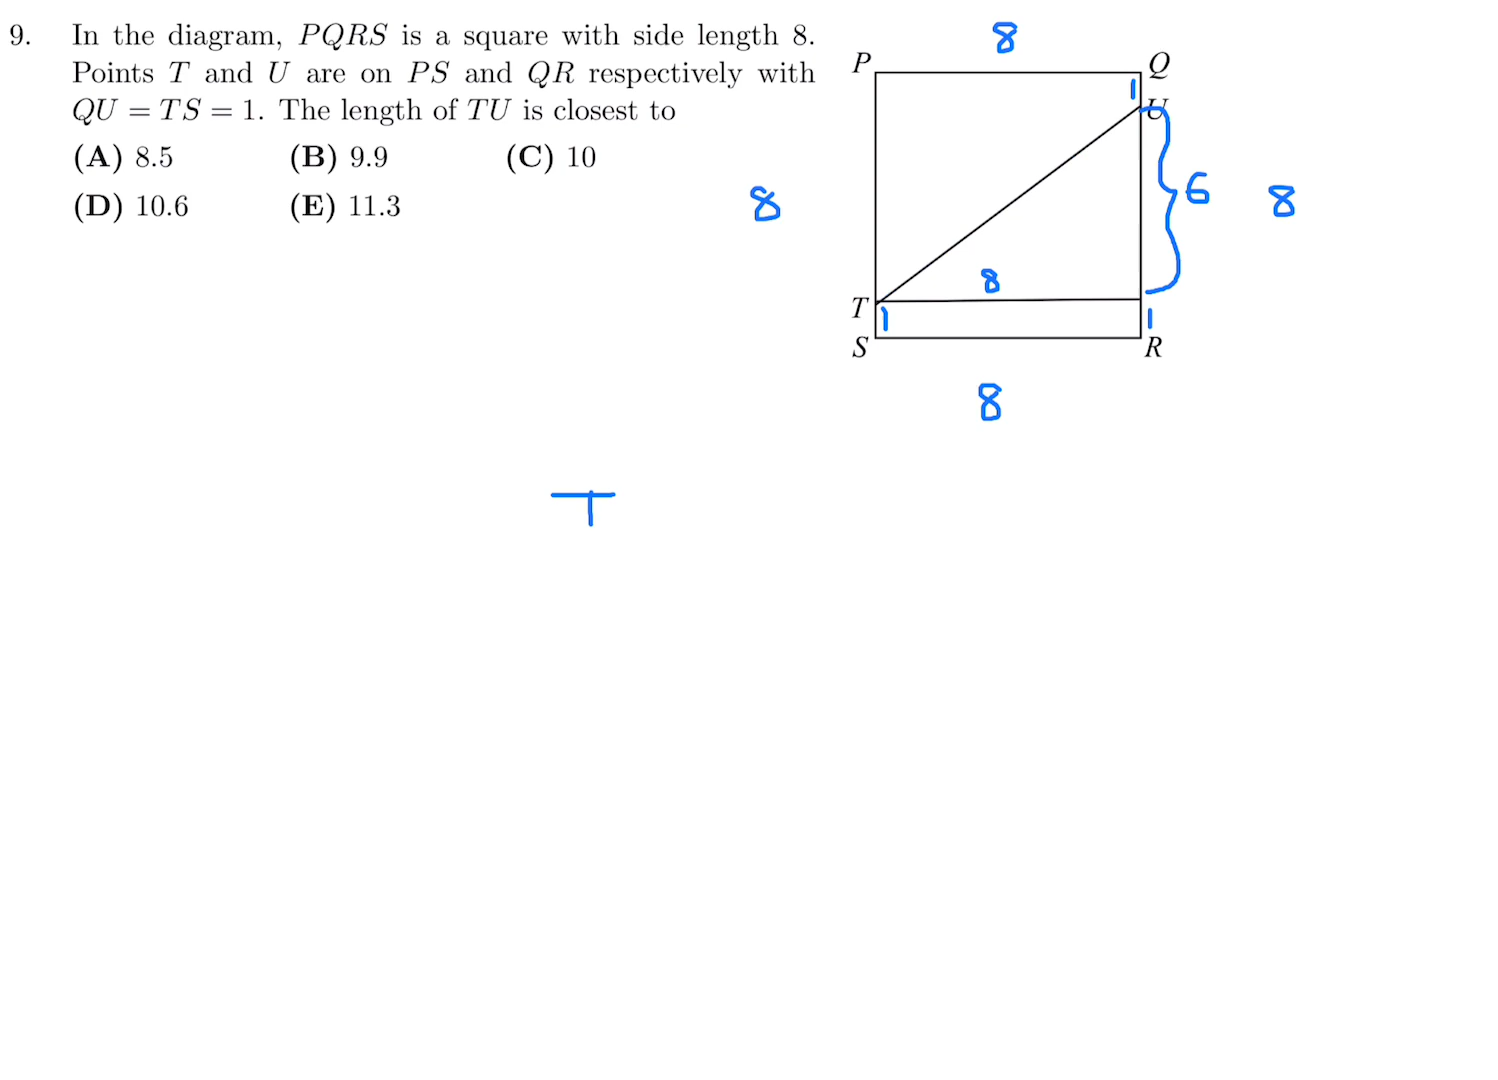 9. In the diagram, PQRS is a square with side length 8.
Points T and U are on PS and QR respectively with
QU = TS = 1. The length of TU is closest to
(A) 8.5 (B) 9.9 (C) 10
(D) 10.6 (E) 11.3
8
P Q
1 U
8 6 8
8
T 1 1
S R
8
T